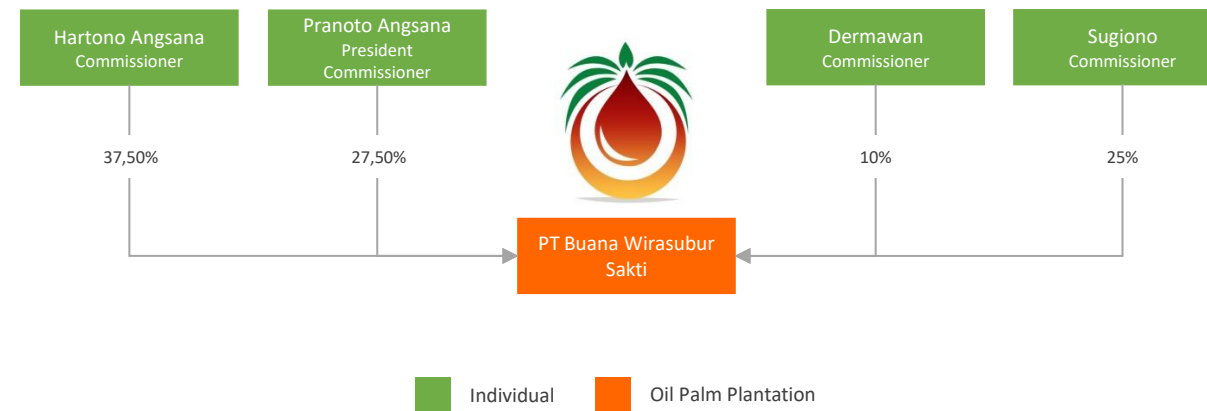 Hartono Angsana
Commissioner
Pranoto Angsana
President
Commissioner
Dermawan
Commissioner
Sugiono
Commissioner
37,50%
27,50%
10%
25%
PT Buana Wirasubur
Sakti
Individual
Oil Palm Plantation